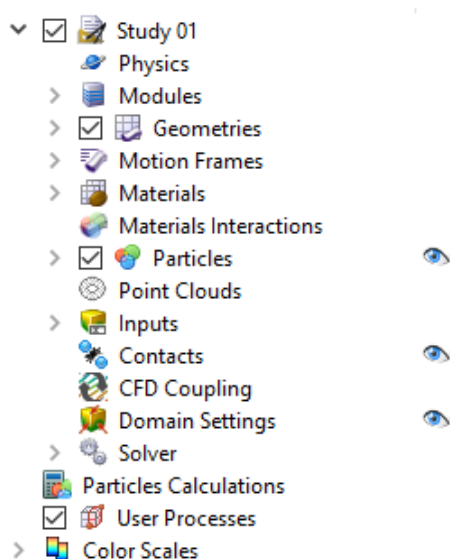 Study 01
Physics
Modules
Geometries
Motion Frames
Materials
Materials Interactions
Particles
Point Clouds
Inputs
Contacts
CFD Coupling
Domain Settings
Solver
Particles Calculations
User Processes
Color Scales